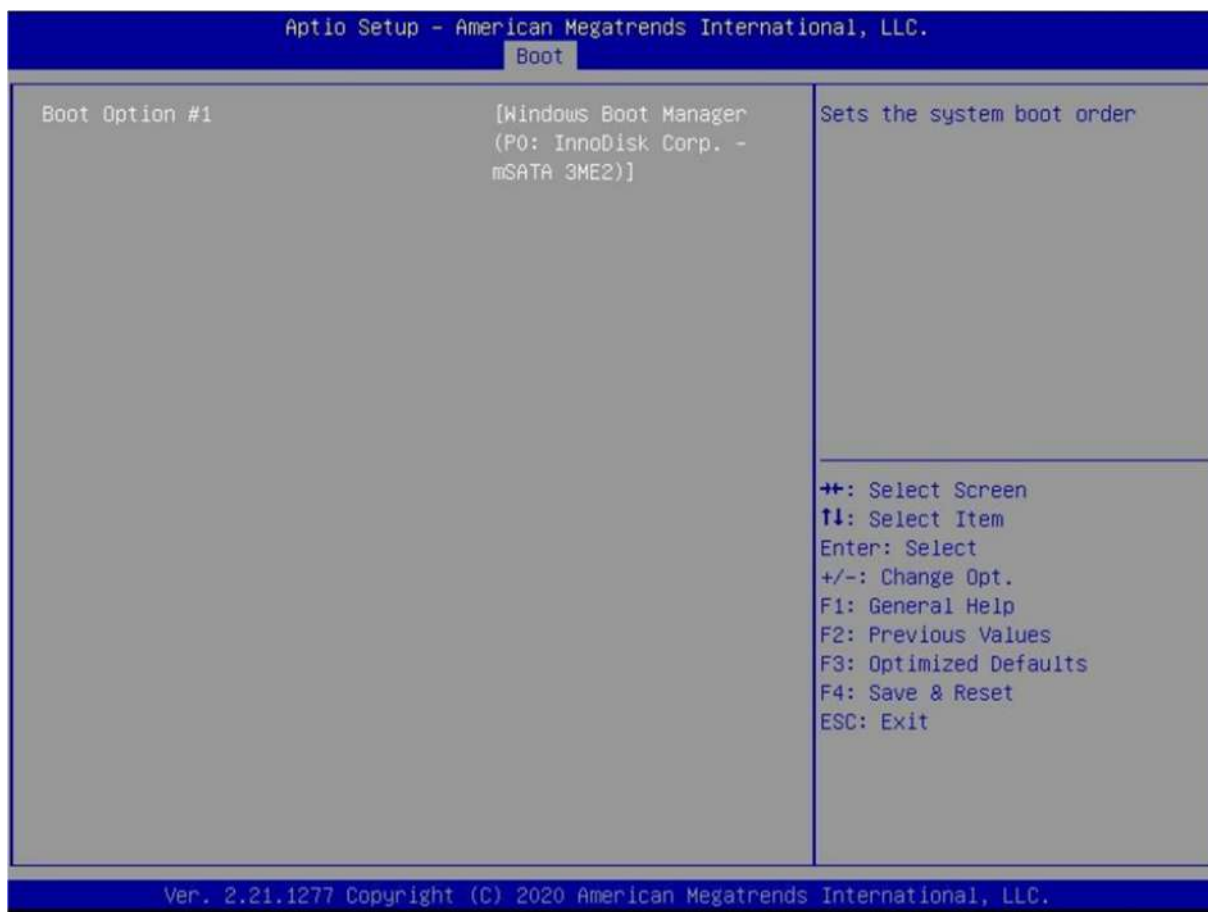 Aptio Setup – American Megatrends International, LLC.
Boot
Boot Option #1 [Windows Boot Manager
(P0: InnoDisk Corp. -
mSATA 3ME2)]
Sets the system boot order
→←: Select Screen
↑↓: Select Item
Enter: Select
+/-: Change Opt.
F1: General Help
F2: Previous Values
F3: Optimized Defaults
F4: Save & Reset
ESC: Exit
Ver. 2.21.1277 Copyright (C) 2020 American Megatrends International, LLC.